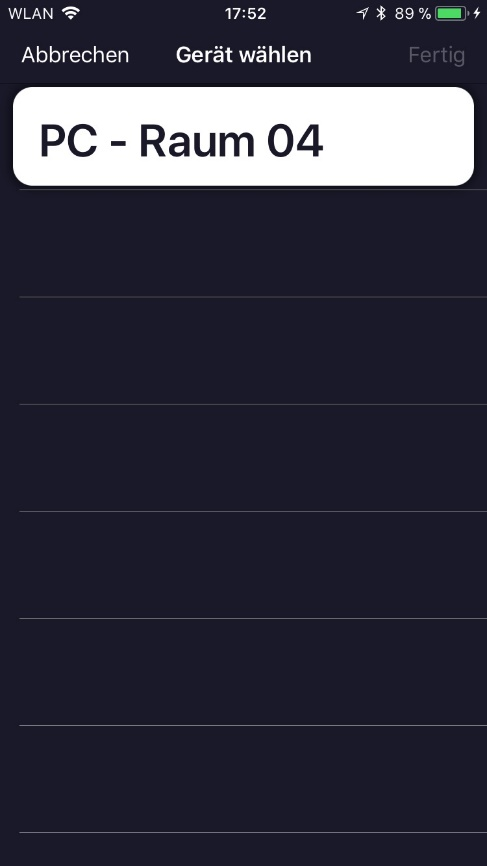 WLAN 17:52 89 %
Abbrechen Gerät wählen Fertig
PC - Raum 04